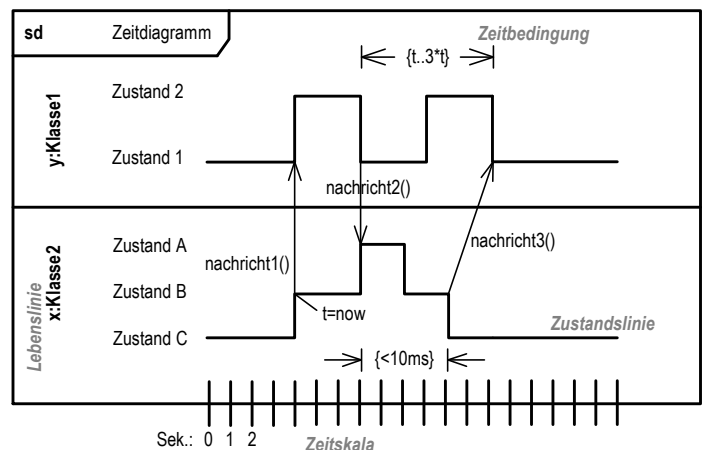 sd Zeitdiagramm
Zeitbedingung
{t..3*t}
y:Klasse1
Zustand 2
Zustand 1
nachricht2()
Lebenslinie
x:Klasse2
Zustand A
nachricht1()
nachricht3()
Zustand B
t=now
Zustand C
Zustandslinie
{<10ms}
Sek.: 0 1 2
Zeitskala